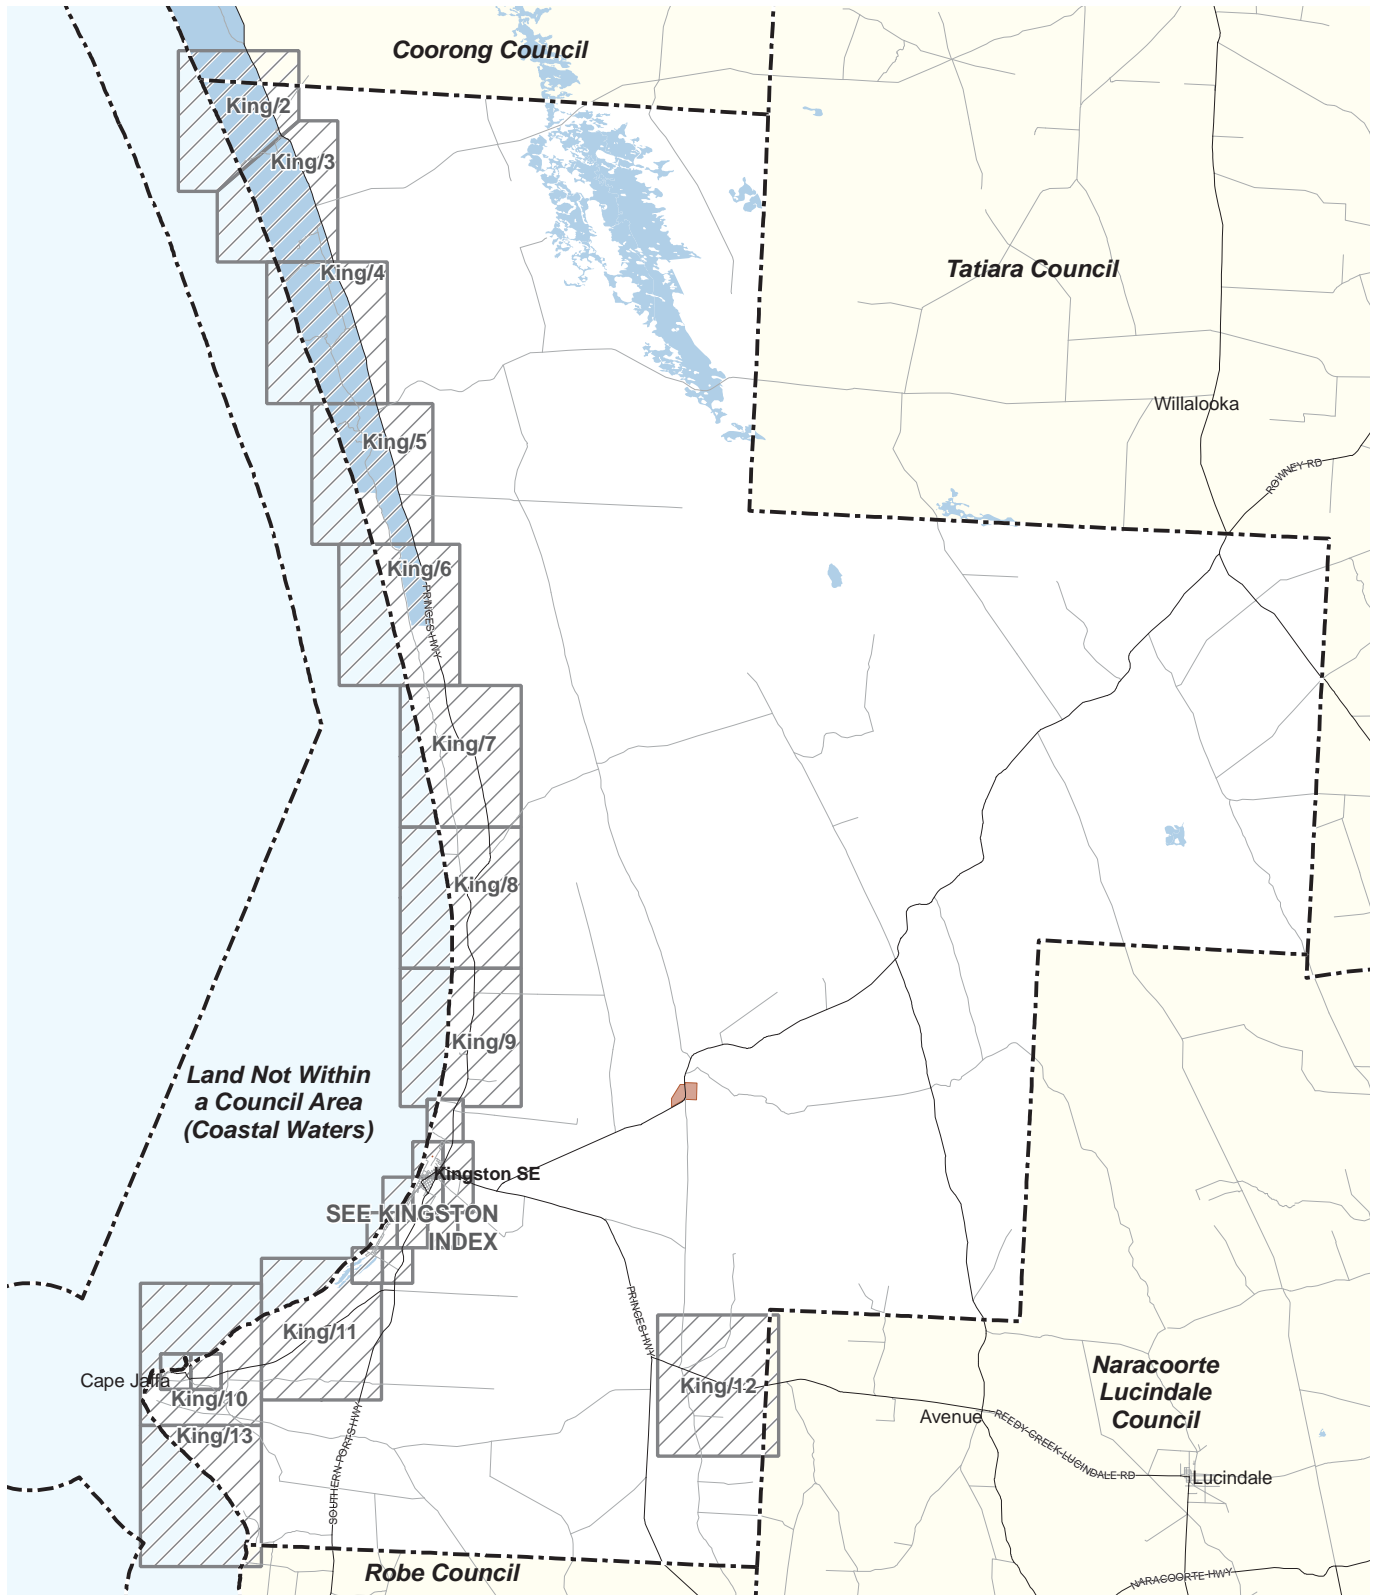 Coorong Council
King/2
King/3
King/4
Tatiara Council
Willalooka
King/5
ROWNEY RD
King/6
PRINCES HWY
King/7
King/8
King/9
Land Not Within
a Council Area
(Coastal Waters)
Kingston SE
SEE KINGSTON
INDEX
PRINCES HWY
King/11
Cape Jaffa
King/10
King/12
Naracoorte
Lucindale
Council
Avenue
REEDY CREEK-LUCINDALE RD
King/13
SOUTHERN PORTS HWY
Lucindale
Robe Council
NARACOORTE HWY